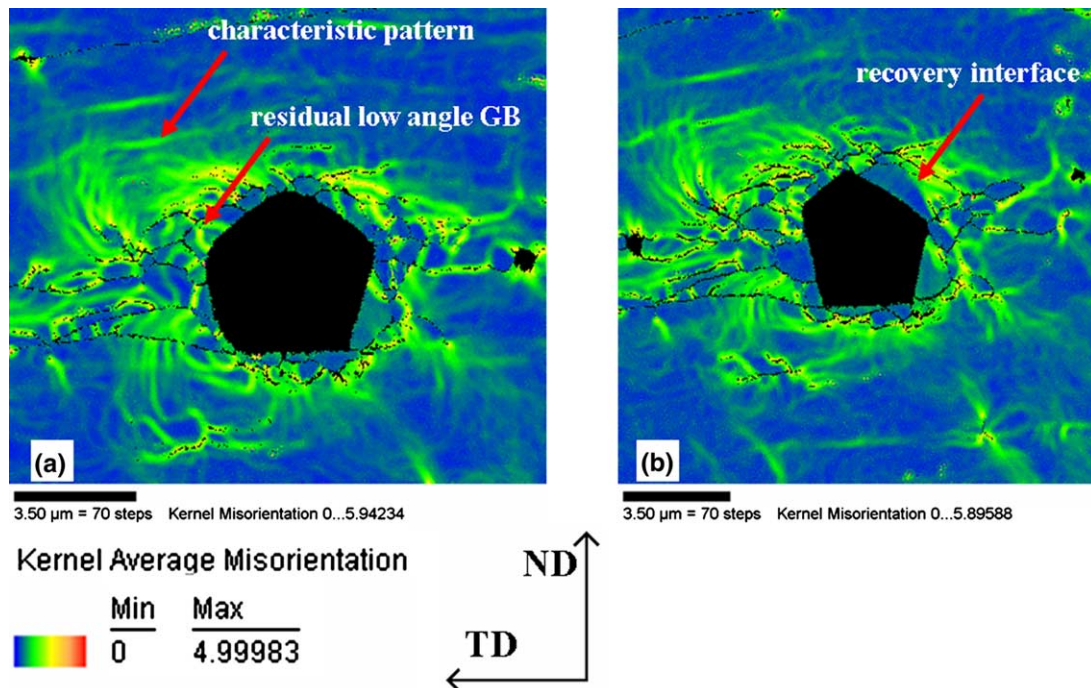 characteristic pattern
residual low angle GB
(a)
3.50 µm = 70 steps Kernel Misorientation 0...5.94234
recovery interface
(b)
3.50 µm = 70 steps Kernel Misorientation 0...5.89588
Kernel Average Misorientation
Min Max
0 4.99983
ND
TD